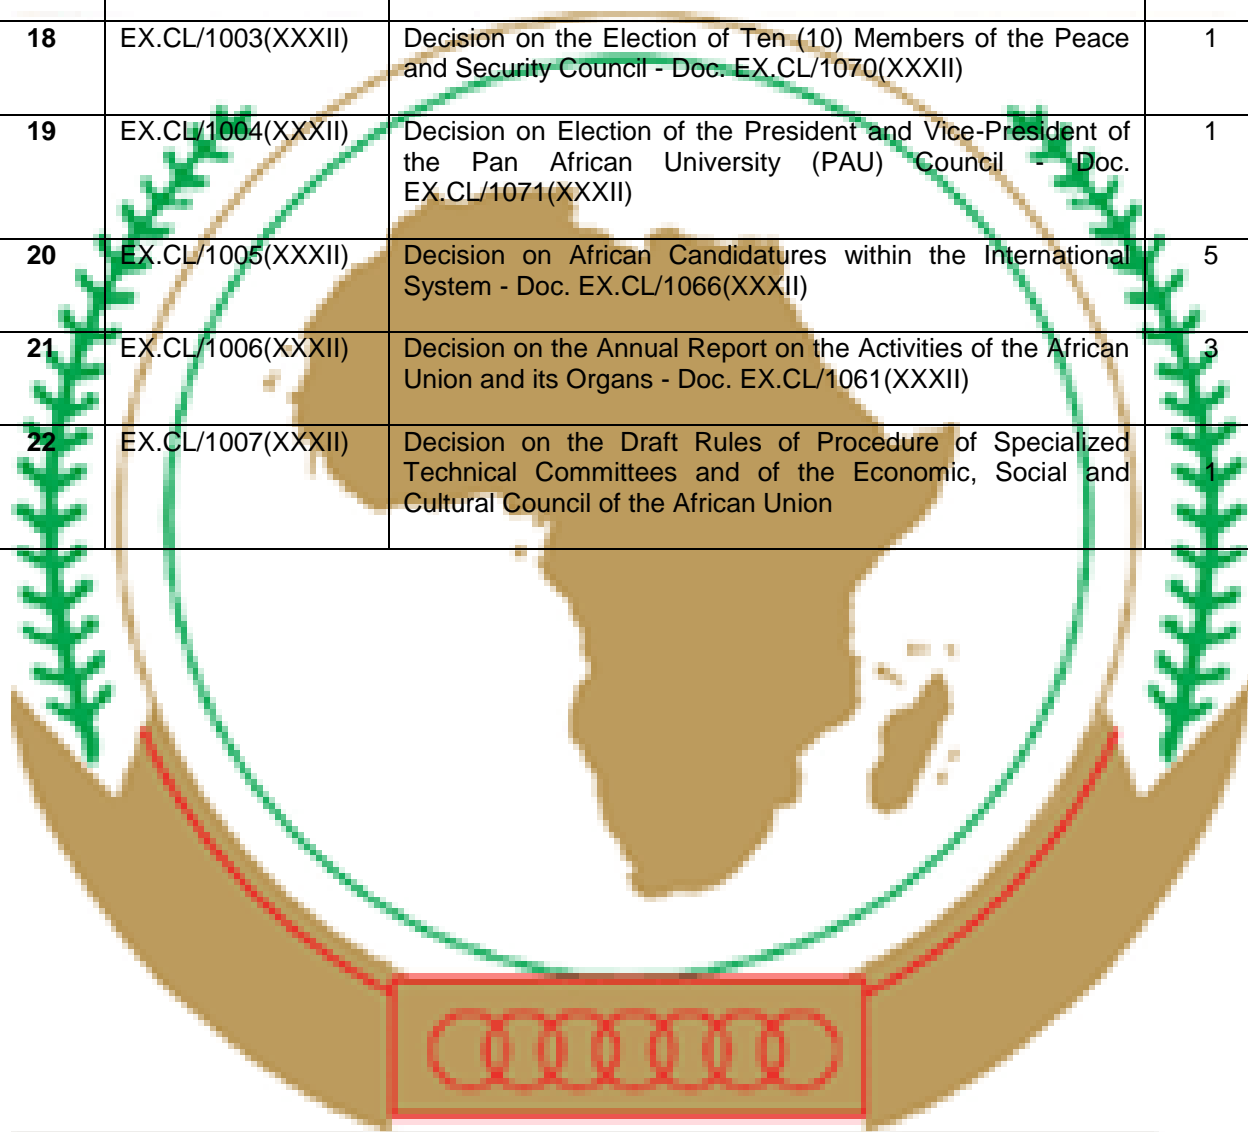 18 EX.CL/1003(XXXII) Decision on the Election of Ten (10) Members of the Peace 1
and Security Council - Doc. EX.CL/1070(XXXII)
19 EX.CL/1004(XXXII) Decision on Election of the President and Vice-President of 1
the Pan African University (PAU) Council - Doc.
EX.CL/1071(XXXII)
20 EX.CL/1005(XXXII) Decision on African Candidatures within the International 5
System - Doc. EX.CL/1066(XXXII)
21 EX.CL/1006(XXXII) Decision on the Annual Report on the Activities of the African 3
Union and its Organs - Doc. EX.CL/1061(XXXII)
22 EX.CL/1007(XXXII) Decision on the Draft Rules of Procedure of Specialized
Technical Committees and of the Economic, Social and 1
Cultural Council of the African Union